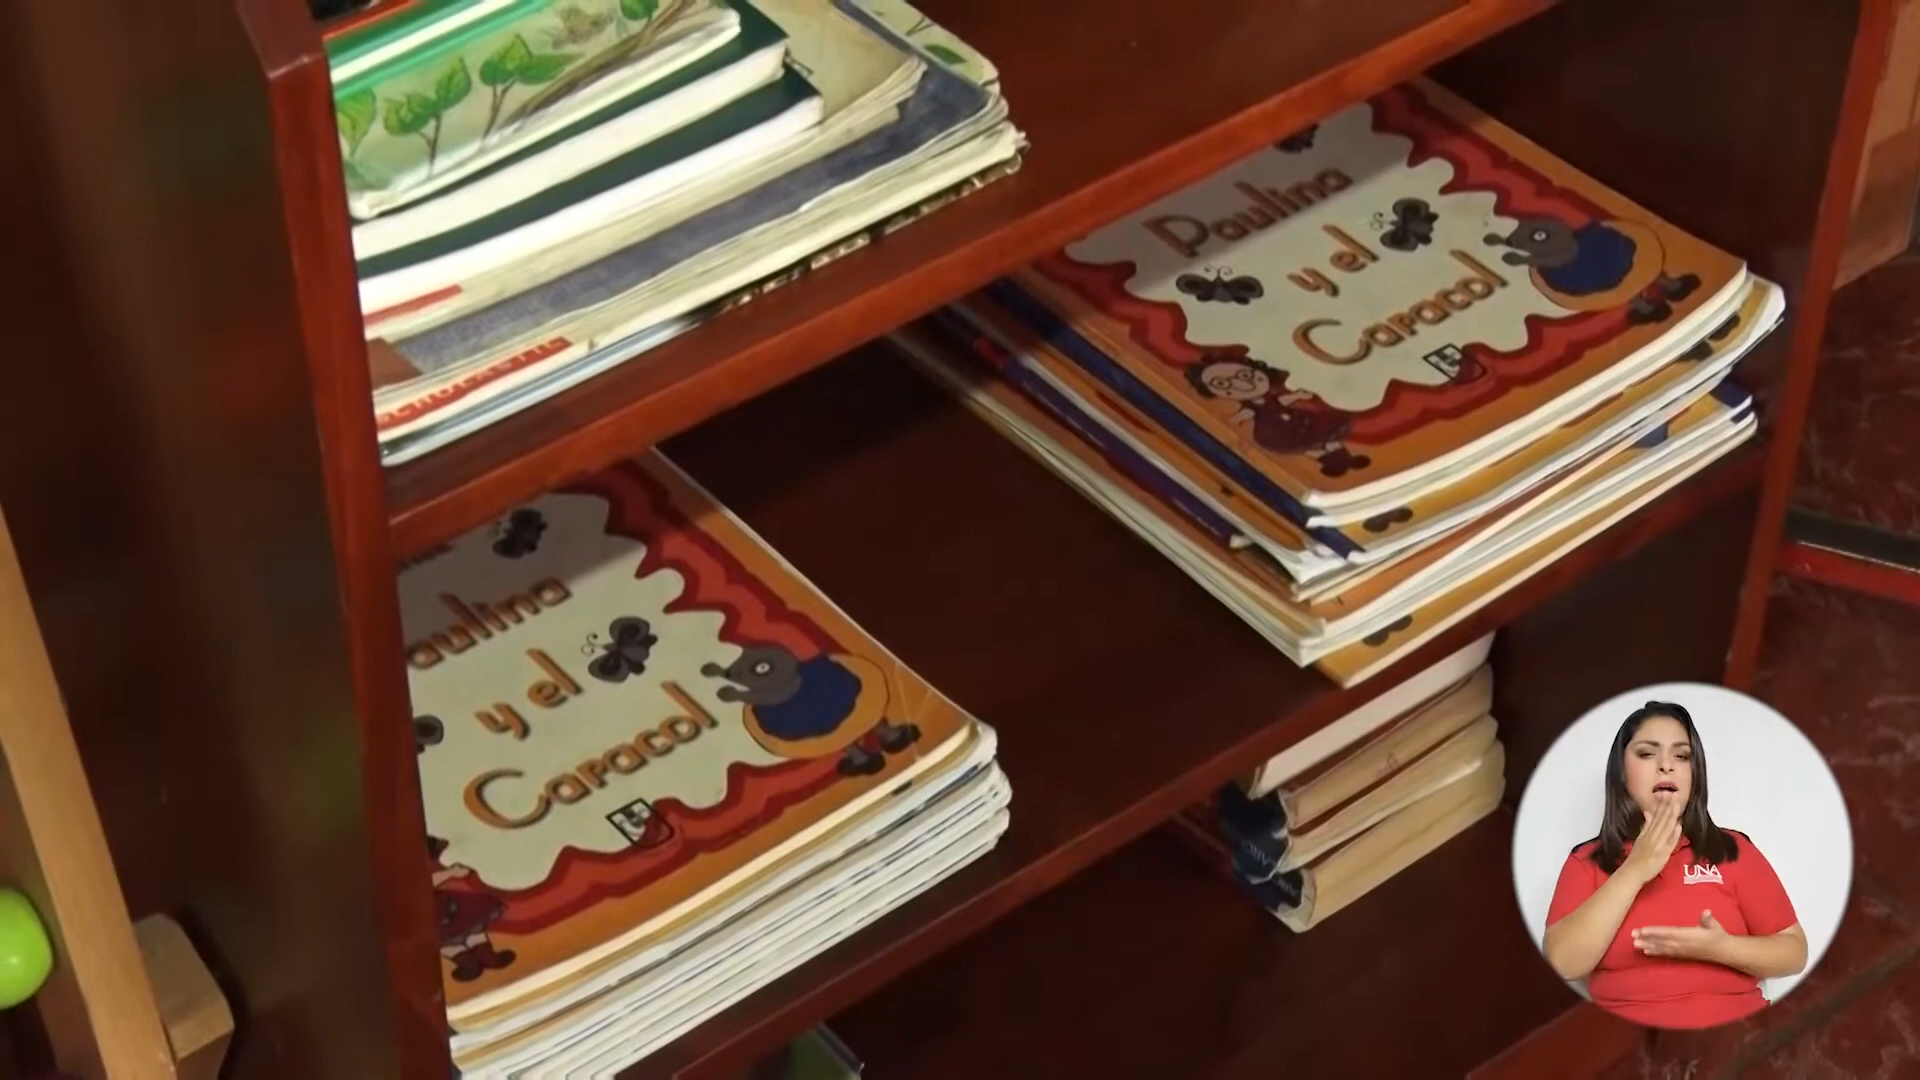 Paulina
y el
Caracol
aulina
y el
Caracol
UNA